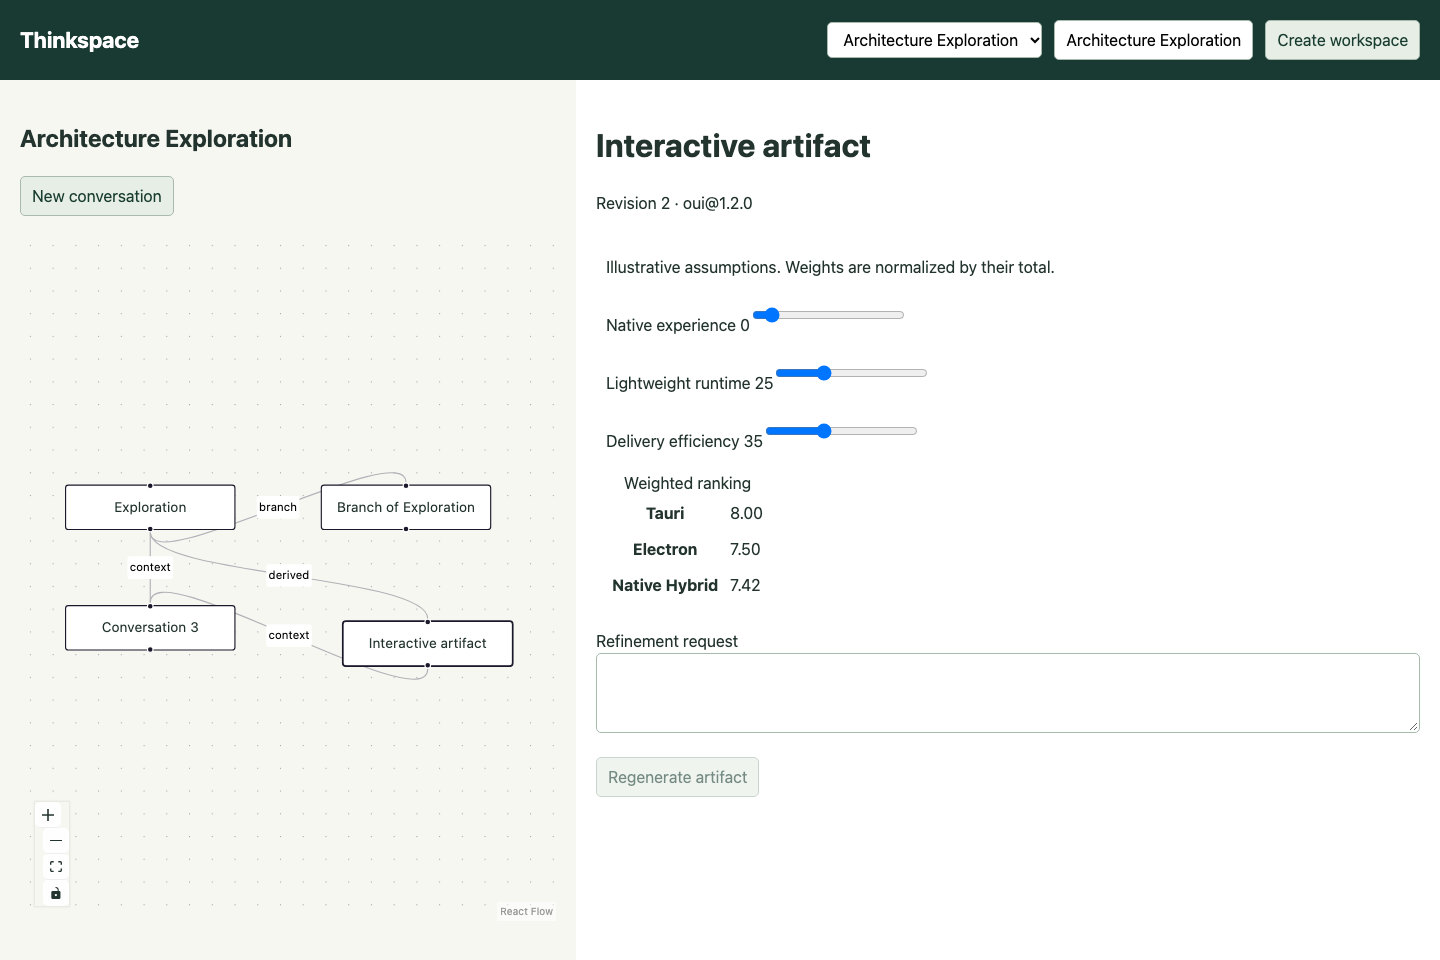 Thinkspace
Architecture Exploration
Architecture Exploration
Create workspace
Architecture Exploration
New conversation
Exploration
branch
Branch of Exploration
context
derived
Conversation 3
context
Interactive artifact
React Flow
Interactive artifact
Revision 2 · oui@1.2.0
Illustrative assumptions. Weights are normalized by their total.
Native experience 0
Lightweight runtime 25
Delivery efficiency 35
Weighted ranking
Tauri 8.00
Electron 7.50
Native Hybrid 7.42
Refinement request
Regenerate artifact